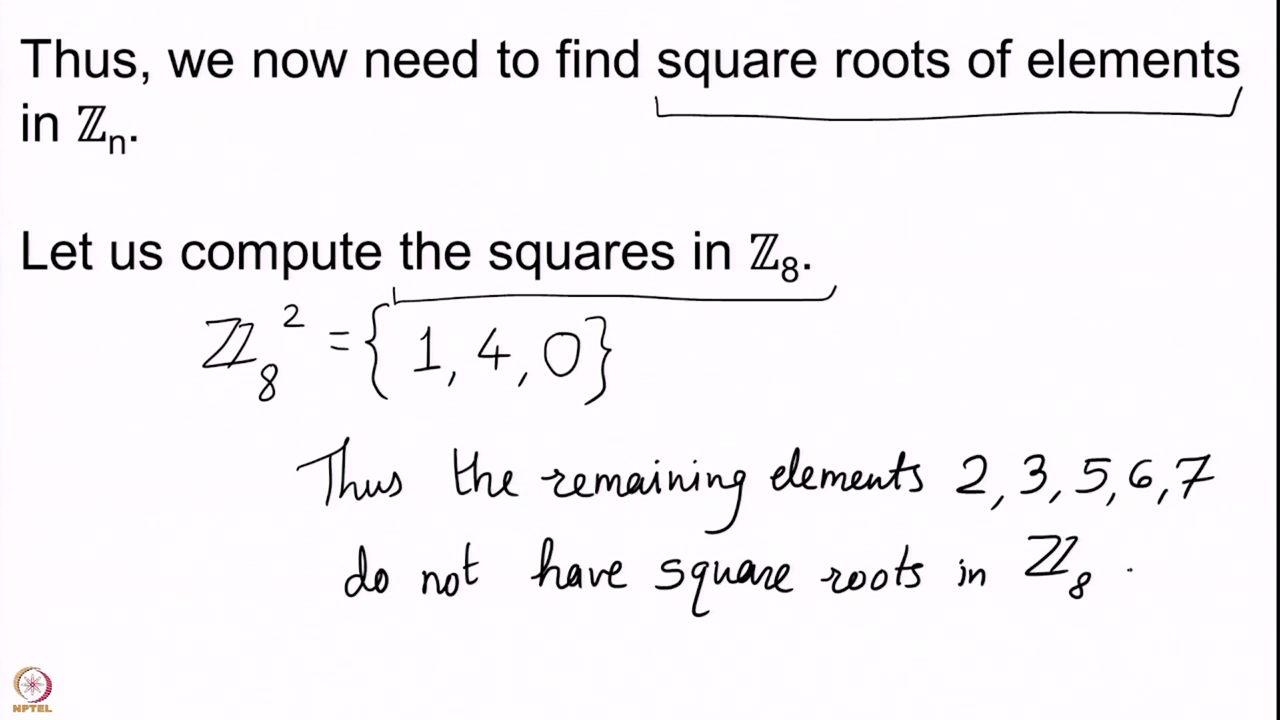 Thus, we now need to find square roots of elements
in ℤₙ.
Let us compute the squares in ℤ₈.
ℤ₈² = { 1, 4, 0 }
Thus the remaining elements 2, 3, 5, 6, 7
do not have square roots in ℤ₈ .
NPTEL